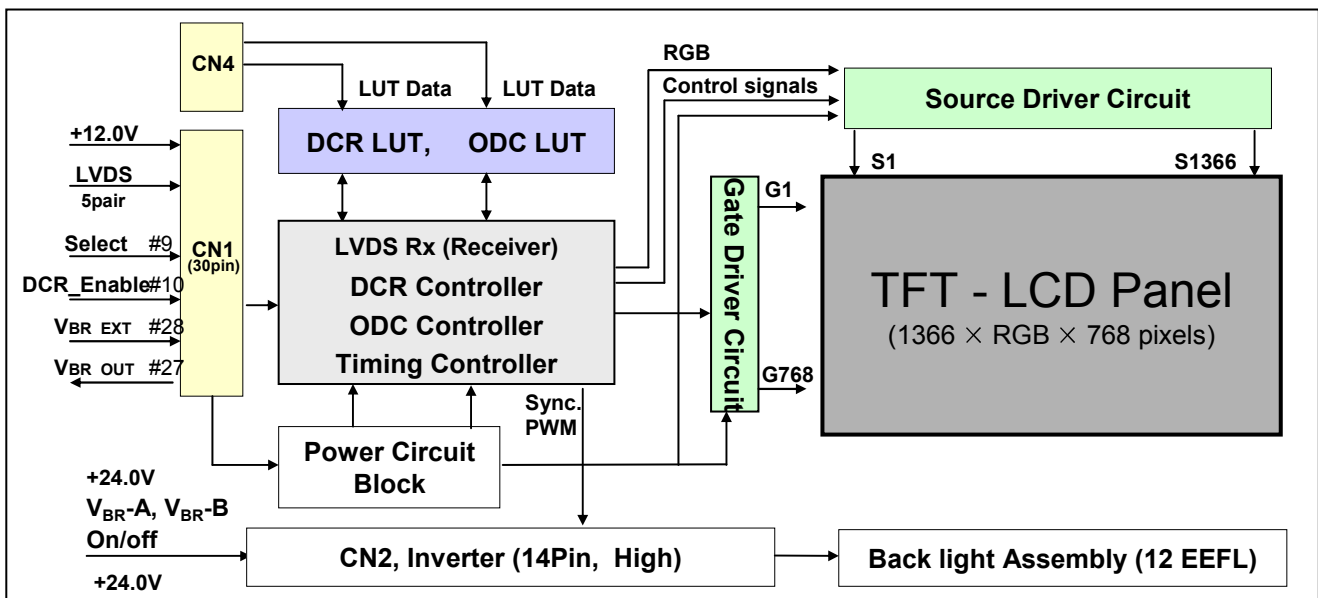 CN4
LUT Data
LUT Data
DCR LUT, ODC LUT
RGB
Control signals
Source Driver Circuit
S1
S1366
+12.0V
LVDS
5pair
Select #9
DCR_Enable#10
VBR EXT #28
VBR OUT #27
CN1
(30pin)
LVDS Rx (Receiver)
DCR Controller
ODC Controller
Timing Controller
Gate Driver Circuit
G1
G768
TFT - LCD Panel
(1366 × RGB × 768 pixels)
Sync.
PWM
Power Circuit
Block
+24.0V
VBR-A, VBR-B
On/off
+24.0V
CN2, Inverter (14Pin, High)
Back light Assembly (12 EEFL)